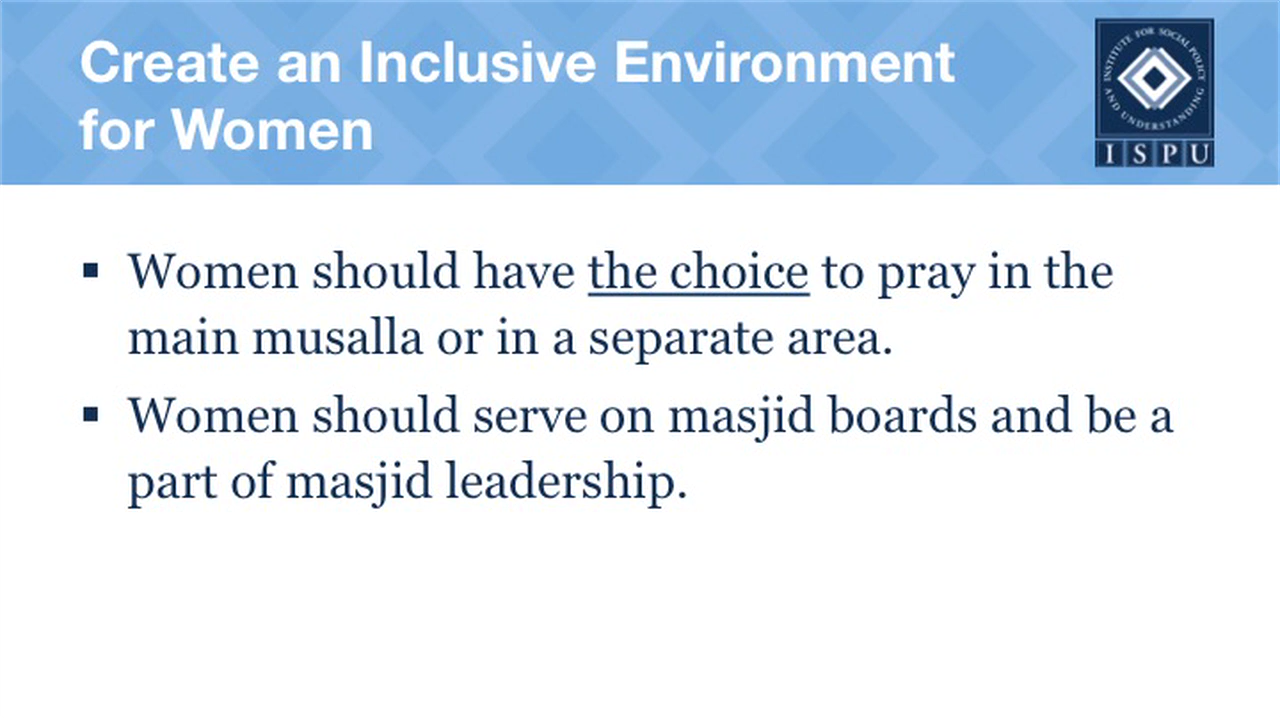 Create an Inclusive Environment
for Women
INSTITUTE FOR SOCIAL POLICY
AND UNDERSTANDING
I S P U
▪ Women should have the choice to pray in the
main musalla or in a separate area.
▪ Women should serve on masjid boards and be a
part of masjid leadership.